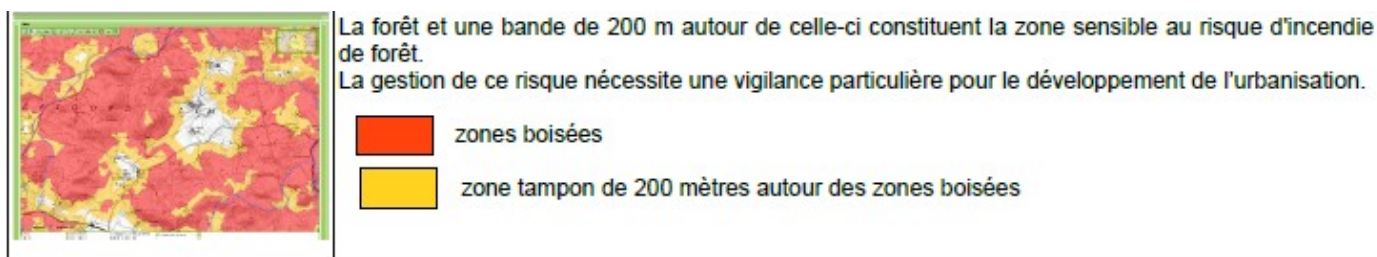 La forêt et une bande de 200 m autour de celle-ci constituent la zone sensible au risque d'incendie
de forêt.
La gestion de ce risque nécessite une vigilance particulière pour le développement de l'urbanisation.
zones boisées
zone tampon de 200 mètres autour des zones boisées